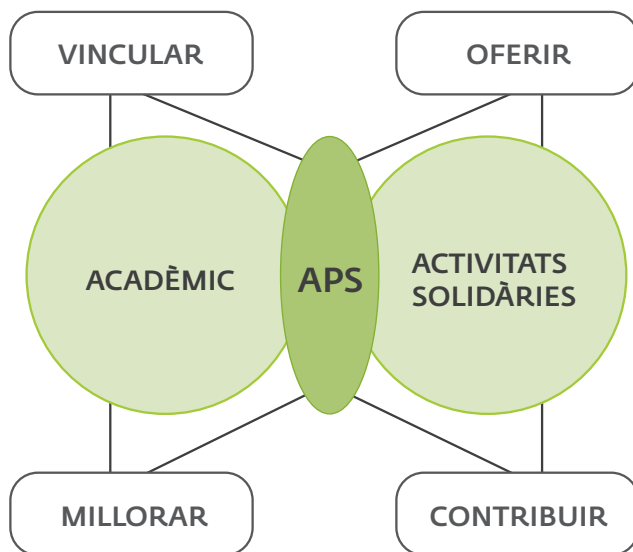 VINCULAR
OFERIR
ACADÈMIC
APS
ACTIVITATS
SOLIDÀRIES
MILLORAR
CONTRIBUIR